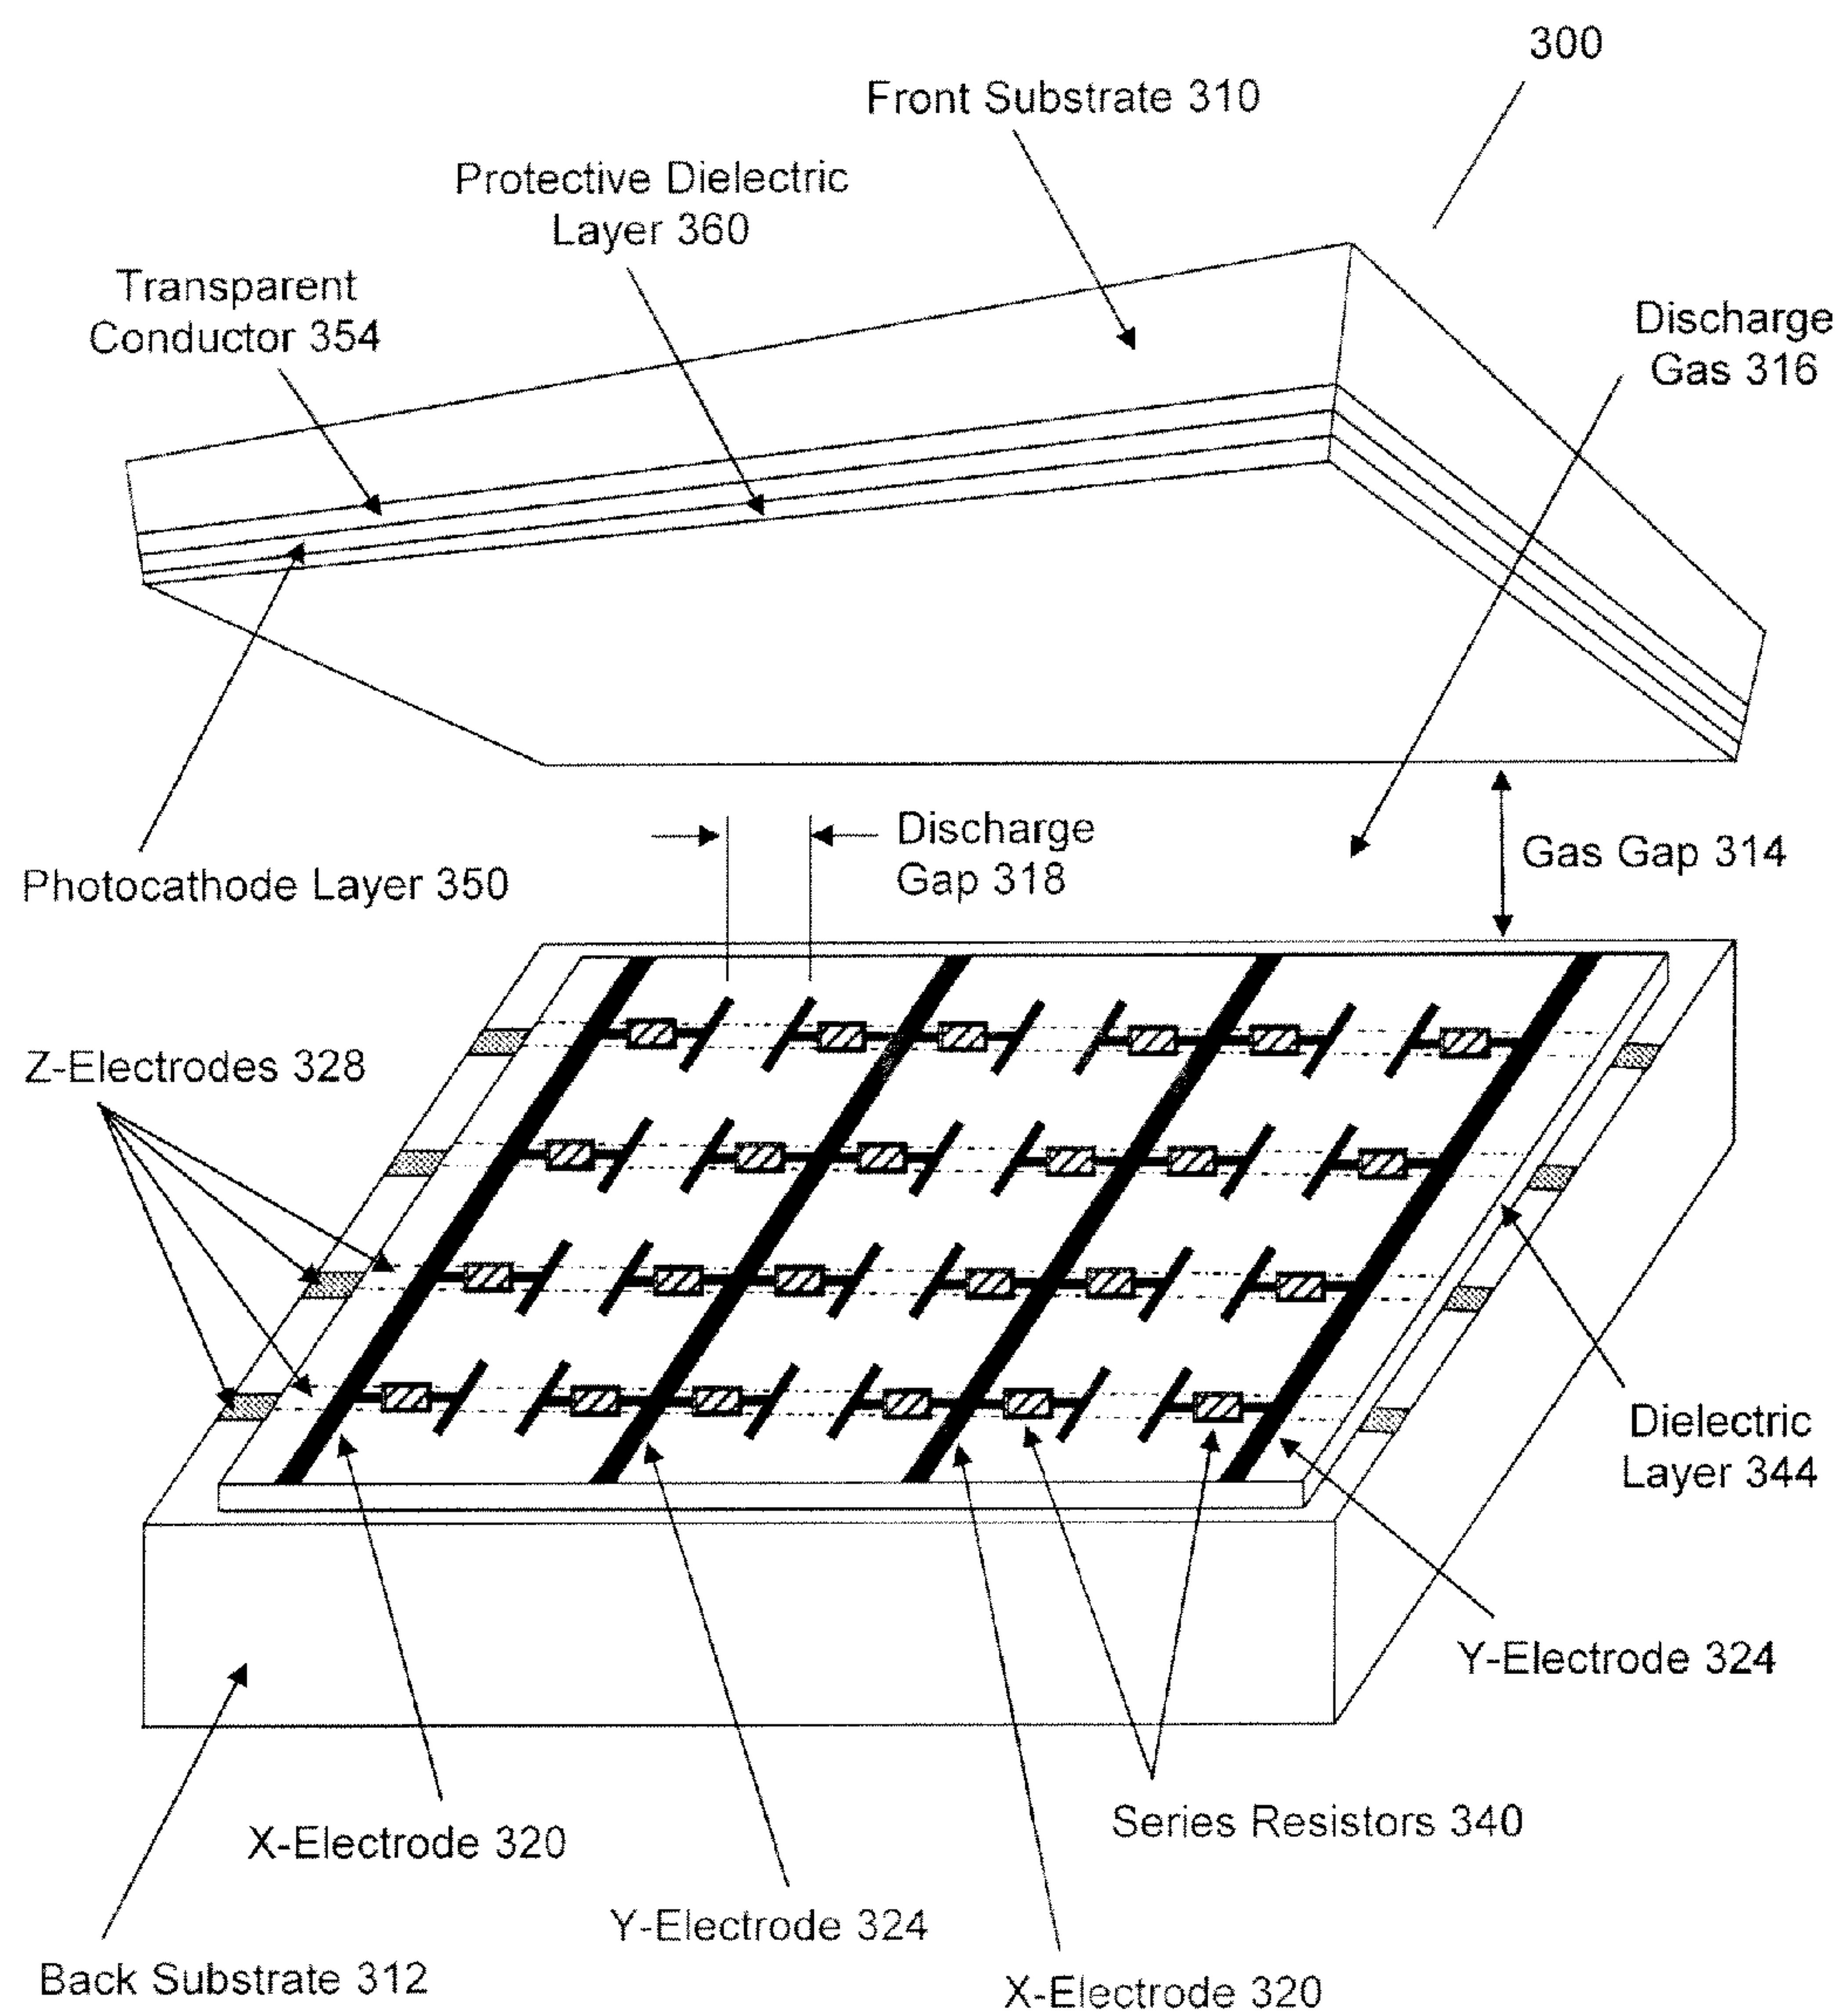 300
Front Substrate 310
Protective Dielectric
Layer 360
Transparent
Conductor 354
Discharge
Gas 316
Photocathode Layer 350
Discharge
Gap 318
Gas Gap 314
Z-Electrodes 328
Dielectric
Layer 344
Y-Electrode 324
Series Resistors 340
X-Electrode 320
Y-Electrode 324
Back Substrate 312
X-Electrode 320